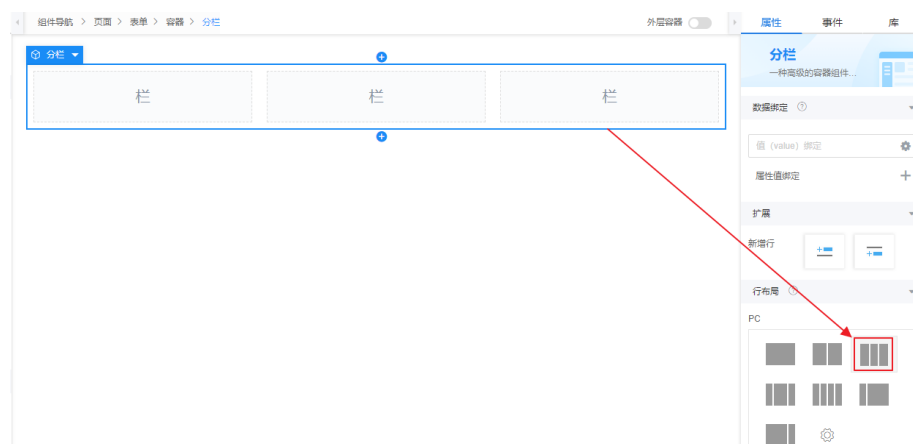 组件导航 > 页面 > 表单 > 容器 > 分栏
外层容器
属性 事件 库
分栏
分栏
一种高级的容器组件...
栏 栏 栏
数据绑定
值（value）绑定
属性值绑定
扩展
新增行
行布局
PC